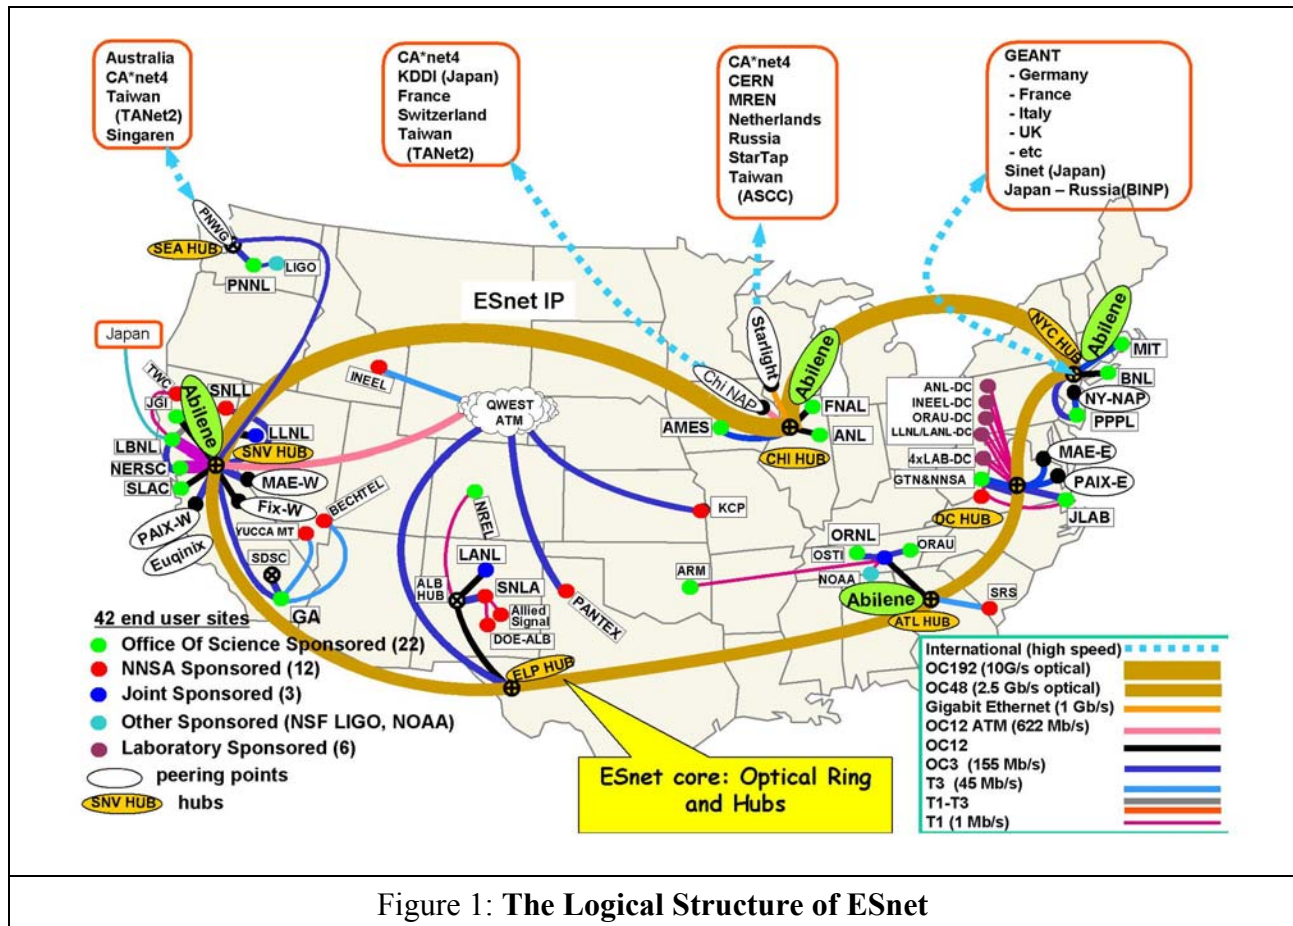 Australia
CA*net4
Taiwan
(TANet2)
Singaren
CA*net4
KDDI (Japan)
France
Switzerland
Taiwan
(TANet2)
CA*net4
CERN
MREN
Netherlands
Russia
StarTap
Taiwan
(ASCC)
GEANT
- Germany
- France
- Italy
- UK
- etc
Sinet (Japan)
Japan – Russia(BINP)
PNWG
SEA HUB
LIGO
PNNL
ESnet IP
Japan
TWC
JGI
SNLL
Abilene
LBNL
LLNL
SNV HUB
NERSC
SLAC
MAE-W
Fix-W
PAIX-W
Euqinix
YUCCA MT
BECHTEL
SDSC
GA
INEEL
QWEST
ATM
NREL
LANL
ALB
HUB
SNLA
Allied
Signal
DOE-ALB
PANTEX
ELP HUB
KCP
ARM
AMES
Chi NAP
Starlight
Abilene
FNAL
ANL
CHI HUB
NYC HUB
Abilene
MIT
BNL
NY-NAP
PPPL
ANL-DC
INEEL-DC
ORAU-DC
LLNL/LANL-DC
4xLAB-DC
GTN&NNSA
MAE-E
PAIX-E
DC HUB
JLAB
ORNL
OSTI
ORAU
NOAA
Abilene
SRS
ATL HUB
42 end user sites
Office Of Science Sponsored (22)
NNSA Sponsored (12)
Joint Sponsored (3)
Other Sponsored (NSF LIGO, NOAA)
Laboratory Sponsored (6)
peering points
SNV HUB hubs
ESnet core: Optical Ring
and Hubs
International (high speed)
OC192 (10G/s optical)
OC48 (2.5 Gb/s optical)
Gigabit Ethernet (1 Gb/s)
OC12 ATM (622 Mb/s)
OC12
OC3 (155 Mb/s)
T3 (45 Mb/s)
T1-T3
T1 (1 Mb/s)
Figure 1: The Logical Structure of ESnet